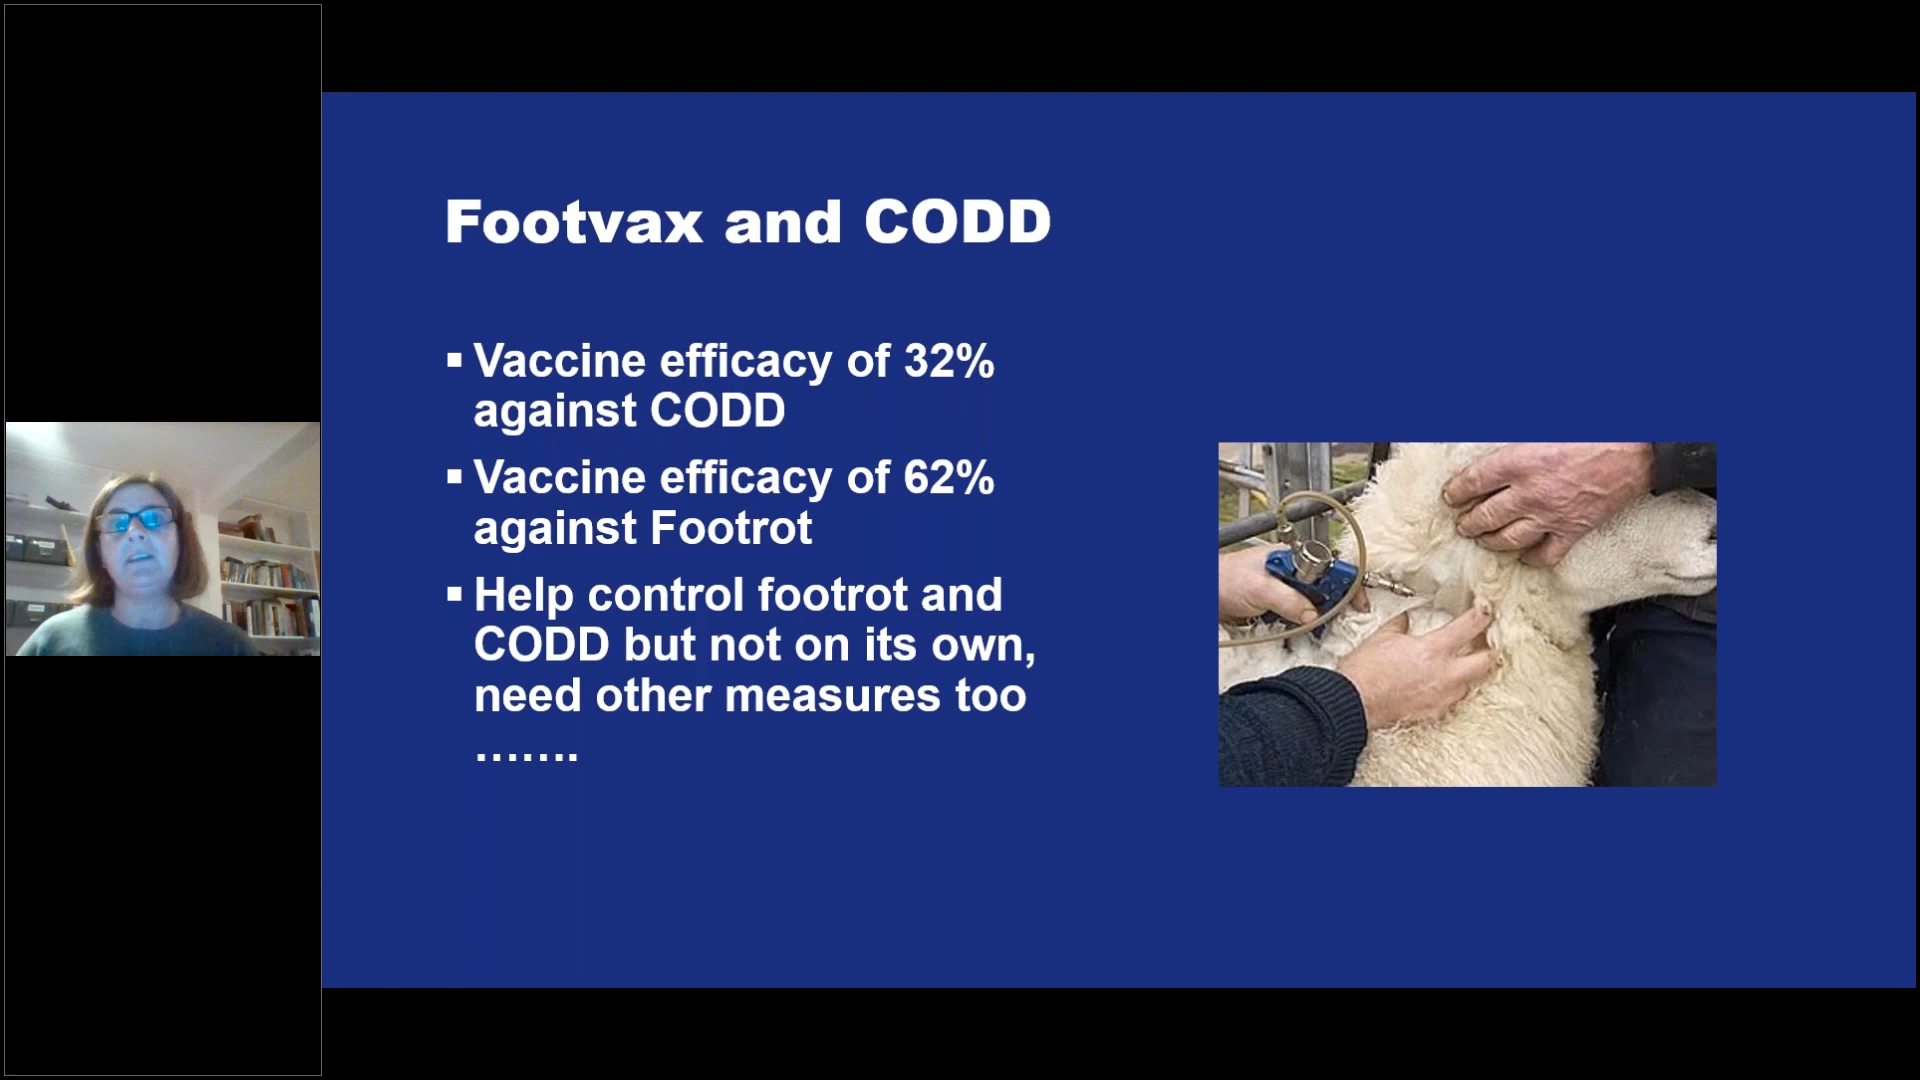 Footvax and CODD
▪ Vaccine efficacy of 32%
against CODD
▪ Vaccine efficacy of 62%
against Footrot
▪ Help control footrot and
CODD but not on its own,
need other measures too
…….